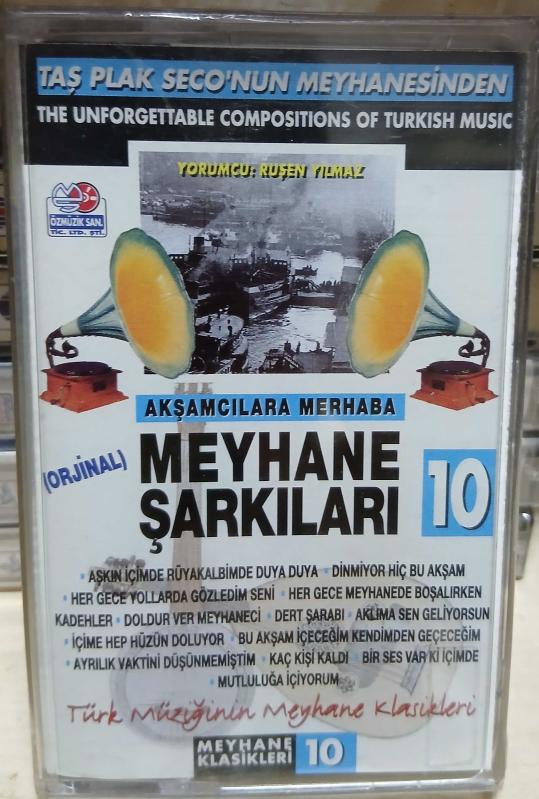 TAŞ PLAK SECO'NUN MEYHANESİNDEN
THE UNFORGETTABLE COMPOSITIONS OF TURKISH MUSIC
YORUMCU: RUŞEN YILMAZ
ÖZMÜZİK SAN.
TİC. LTD. ŞTİ.
AKŞAMCILARA MERHABA
(ORJİNAL)
MEYHANE
ŞARKILARI
10
• AŞKIN İÇİMDE RÜYAKALBİMDE DUYA DUYA • DİNMİYOR HİÇ BU AKŞAM
• HER GECE YOLLARDA GÖZLEDİM SENİ • HER GECE MEYHANEDE BOŞALIRKEN
KADEHLER • DOLDUR VER MEYHANECİ • DERT ŞARABI • AKLIMA SEN GELİYORSUN
• İÇİME HEP HÜZÜN DOLUYOR • BU AKŞAM İÇECEĞİM KENDİMDEN GEÇECEĞİM
• AYRILIK VAKTİNİ DÜŞÜNMEMİŞTİM • KAÇ KİŞİ KALDI • BİR SES VAR Kİ İÇİMDE
• MUTLULUĞA İÇİYORUM
Türk Müziğinin Meyhane Klasikleri
MEYHANE
KLASİKLERİ
10